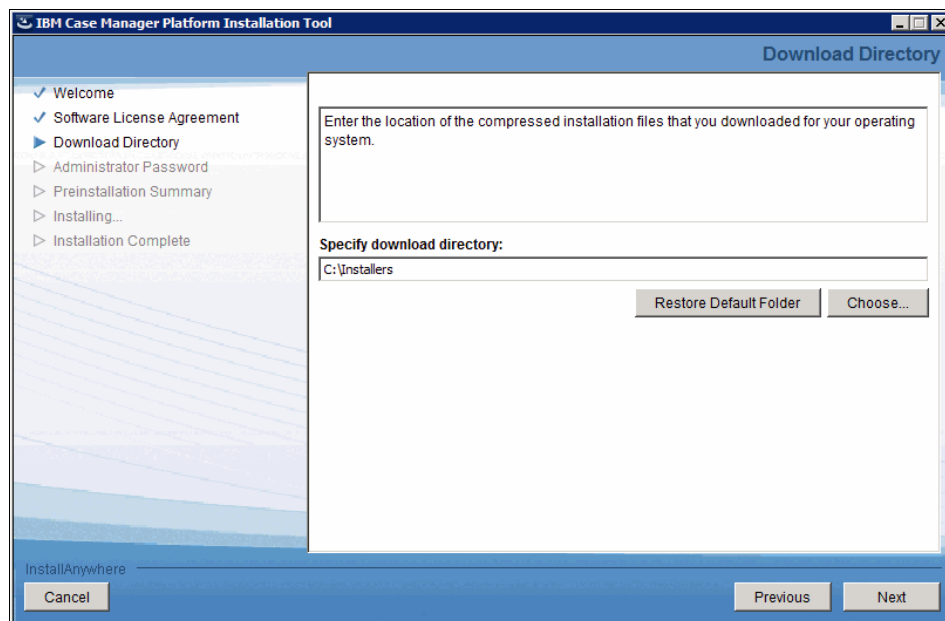 IBM Case Manager Platform Installation Tool
Download Directory
Welcome
Software License Agreement
Download Directory
Administrator Password
Preinstallation Summary
Installing...
Installation Complete
Enter the location of the compressed installation files that you downloaded for your operating
system.
Specify download directory:
C:\Installers
Restore Default Folder
Choose...
InstallAnywhere
Cancel
Previous
Next